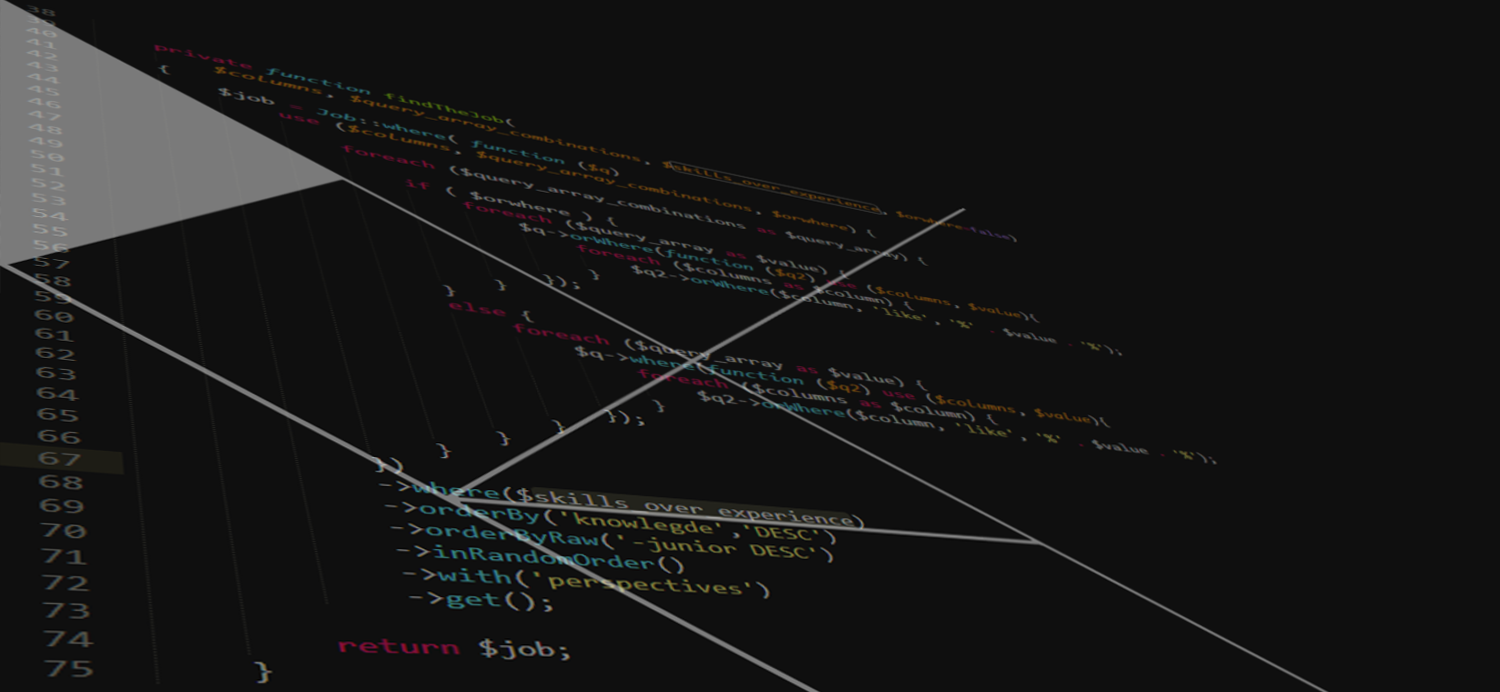 38
39
40
41
42
43
44
45
46
47
48
49
50
51
52
53
54
55
56
57
58
59
60
61
62
63
64
65
66
67
68
69
70
71
72
73
74
75
private function findTheJob(
$columns, $query_array_combinations, $skills_over_experience, $orwhere=false)
{
$job = Job::where( function ($q)
use ($columns, $query_array_combinations, $orwhere) {
foreach ($query_array_combinations as $query_array) {
if ( $orwhere ) {
foreach ($query_array as $value) {
$q->orWhere(function ($q2) use ($columns, $value){
foreach ($columns as $column) {
$q2->orWhere($column, 'like', '%' . $value . '%');
}
});
}
}
else {
foreach ($query_array as $value) {
$q->where(function ($q2) use ($columns, $value){
foreach ($columns as $column) {
$q2->orWhere($column, 'like', '%' . $value . '%');
}
});
}
}
}
})
->where($skills_over_experience)
->orderBy('knowlegde','DESC')
->orderByRaw('-junior DESC')
->inRandomOrder()
->with('perspectives')
->get();
return $job;
}